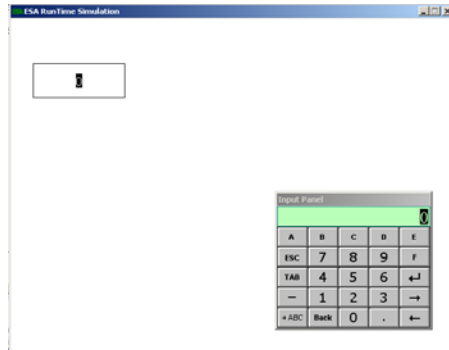 ESA RunTime Simulation
0
Input Panel
0
A B C D E
ESC 7 8 9 F
TAB 4 5 6 ↵
− 1 2 3 →
+ABC Back 0 . ←